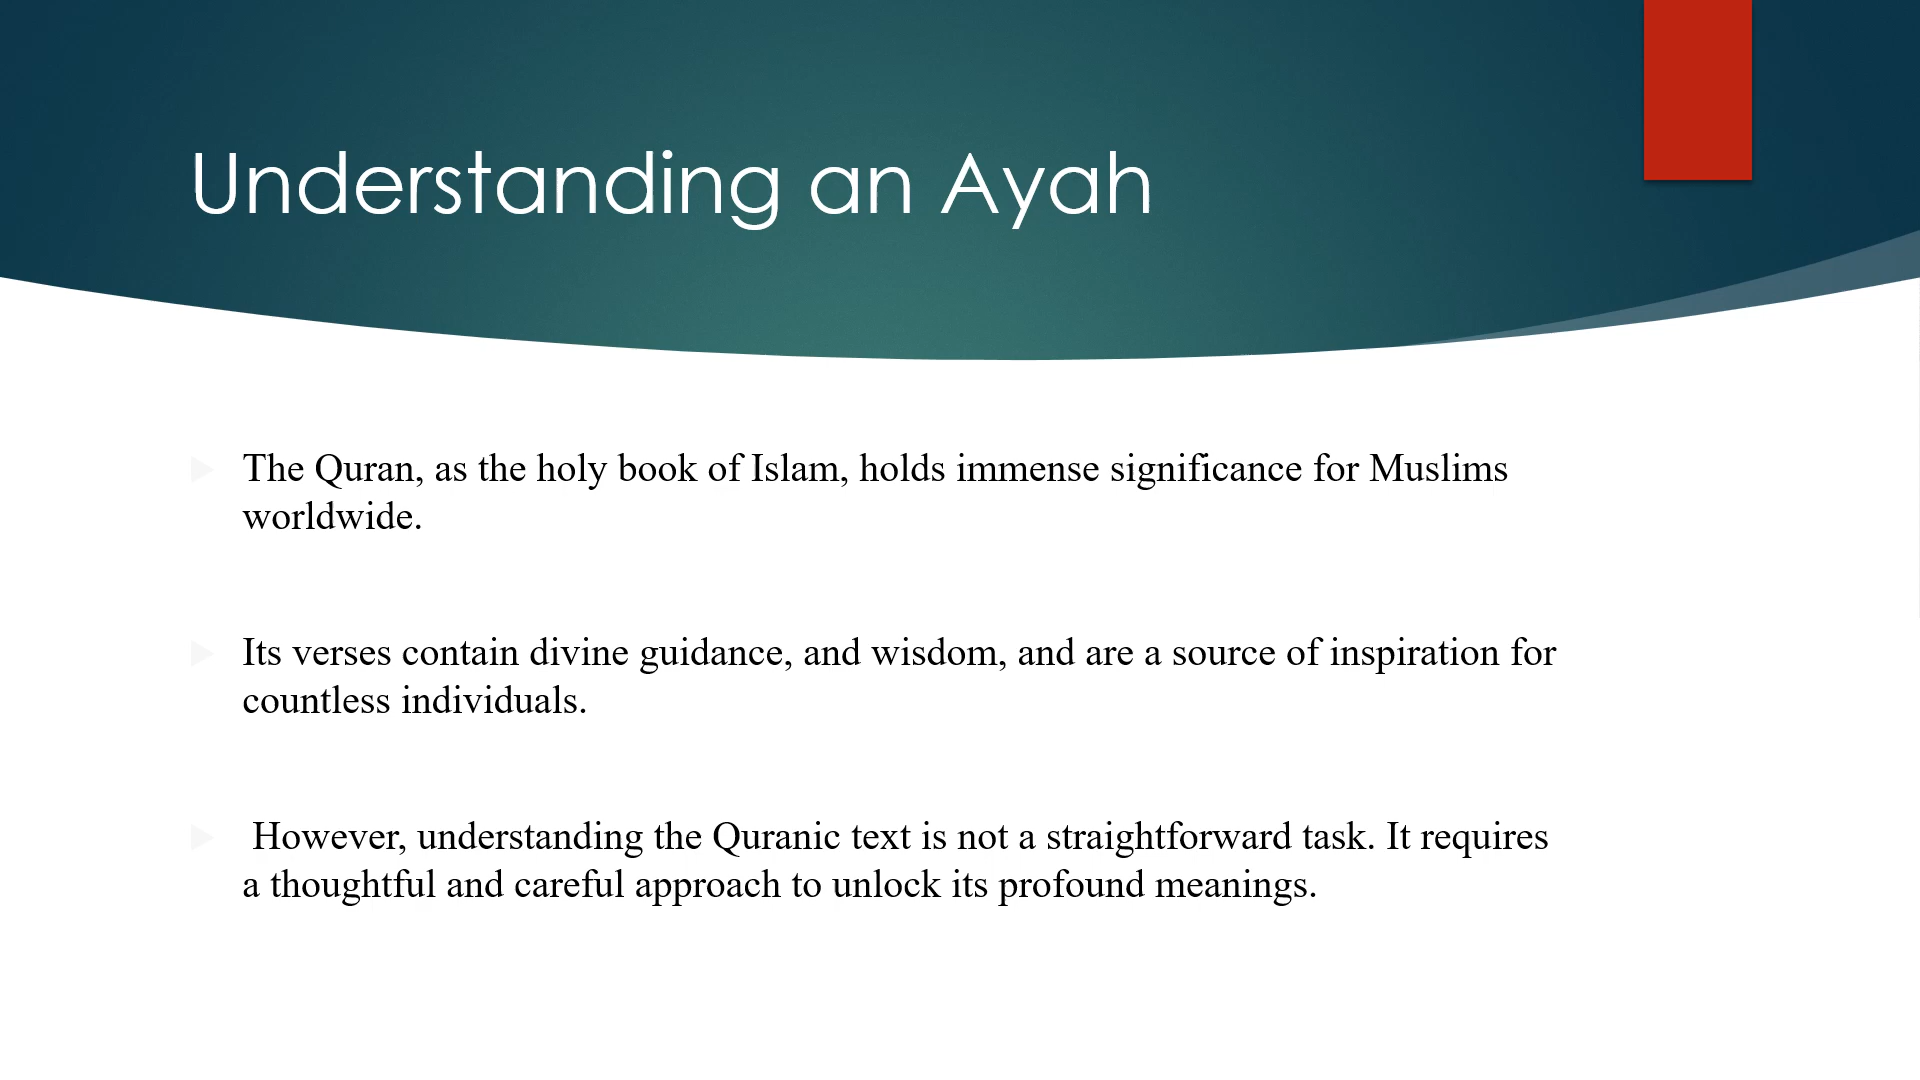 Understanding an Ayah
The Quran, as the holy book of Islam, holds immense significance for Muslims
worldwide.
Its verses contain divine guidance, and wisdom, and are a source of inspiration for
countless individuals.
However, understanding the Quranic text is not a straightforward task. It requires
a thoughtful and careful approach to unlock its profound meanings.